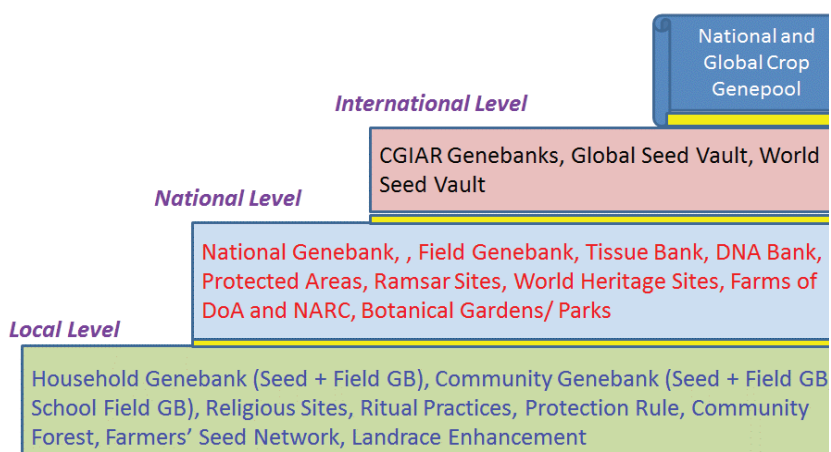 National and
Global Crop
Genepool
International Level
CGIAR Genebanks, Global Seed Vault, World
Seed Vault
National Level
National Genebank, , Field Genebank, Tissue Bank, DNA Bank,
Protected Areas, Ramsar Sites, World Heritage Sites, Farms of
DoA and NARC, Botanical Gardens/ Parks
Local Level
Household Genebank (Seed + Field GB), Community Genebank (Seed + Field GB
School Field GB), Religious Sites, Ritual Practices, Protection Rule, Community
Forest, Farmers’ Seed Network, Landrace Enhancement